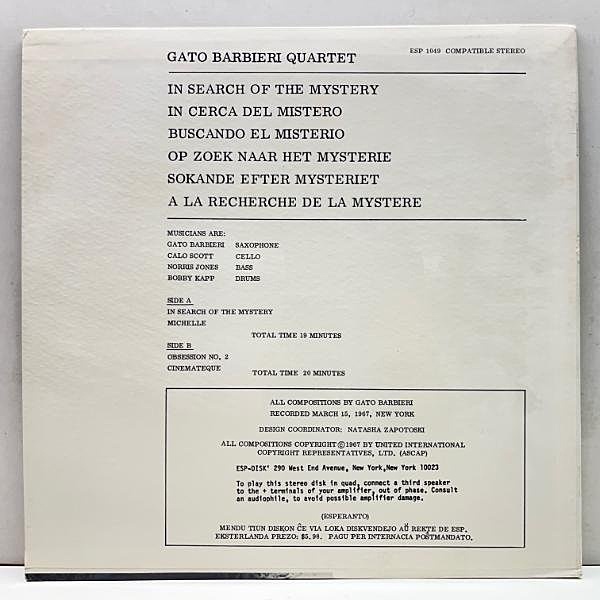 GATO BARBIERI QUARTET ESP 1049 COMPATIBLE STEREO
IN SEARCH OF THE MYSTERY
IN CERCA DEL MISTERO
BUSCANDO EL MISTERIO
OP ZOEK NAAR HET MYSTERIE
SOKANDE EFTER MYSTERIET
A LA RECHERCHE DE LA MYSTERE
MUSICIANS ARE:
GATO BARBIERI SAXOPHONE
CALO SCOTT CELLO
NORRIS JONES BASS
BOBBY KAPP DRUMS
SIDE A
IN SEARCH OF THE MYSTERY
MICHELLE
TOTAL TIME 19 MINUTES
SIDE B
OBSESSION NO. 2
CINEMATEQUE
TOTAL TIME 20 MINUTES
ALL COMPOSITIONS BY GATO BARBIERI
RECORDED MARCH 15, 1967, NEW YORK
DESIGN COORDINATOR: NATASHA ZAPOTOSKI
ALL COMPOSITIONS COPYRIGHT ©1967 BY UNITED INTERNATIONAL
COPYRIGHT REPRESENTATIVES, LTD. (ASCAP)
ESP-DISK' 290 West End Avenue, New York,New York 10023
To play this stereo disk in quad, connect a third speaker
to the + terminals of your amplifier, out of phase. Consult
an audiophile, to avoid possible amplifier damage.
(ESPERANTO)
MENDU TIUN DISKON ĈE VIA LOKA DISKVENDEJO AŬ REKTE DE ESP.
EKSTERLANDA PREZO: $5.98. PAGU PER INTERNACIA POSTMANDATO.